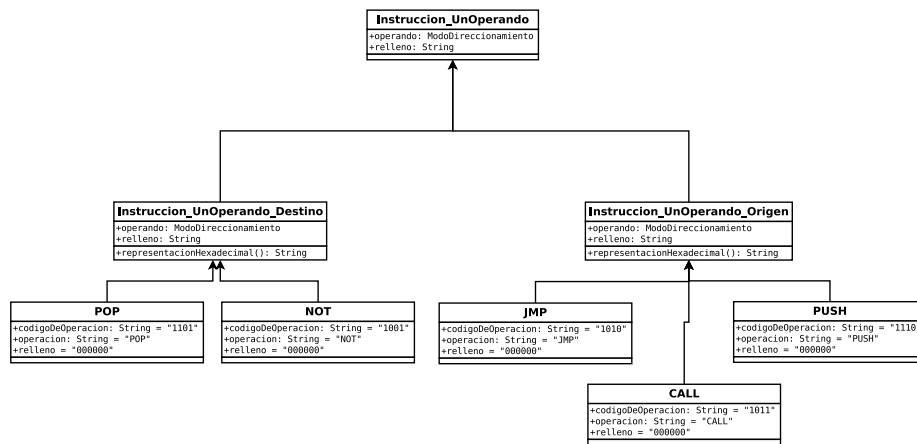 Instruccion_UnOperando
+operando: ModoDireccionamiento
+relleno: String
Instruccion_UnOperando_Destino
+operando: ModoDireccionamiento
+relleno: String
+representacionHexadecimal(): String
Instruccion_UnOperando_Origen
+operando: ModoDireccionamiento
+relleno: String
+representacionHexadecimal(): String
POP
+codigoDeOperacion: String = "1101"
+operacion: String = "POP"
+relleno = "000000"
NOT
+codigoDeOperacion: String = "1001"
+operacion: String = "NOT"
+relleno = "000000"
JMP
+codigoDeOperacion: String = "1010"
+operacion: String = "JMP"
+relleno = "000000"
PUSH
+codigoDeOperacion: String = "1110"
+operacion: String = "PUSH"
+relleno = "000000"
CALL
+codigoDeOperacion: String = "1011"
+operacion: String = "CALL"
+relleno = "000000"